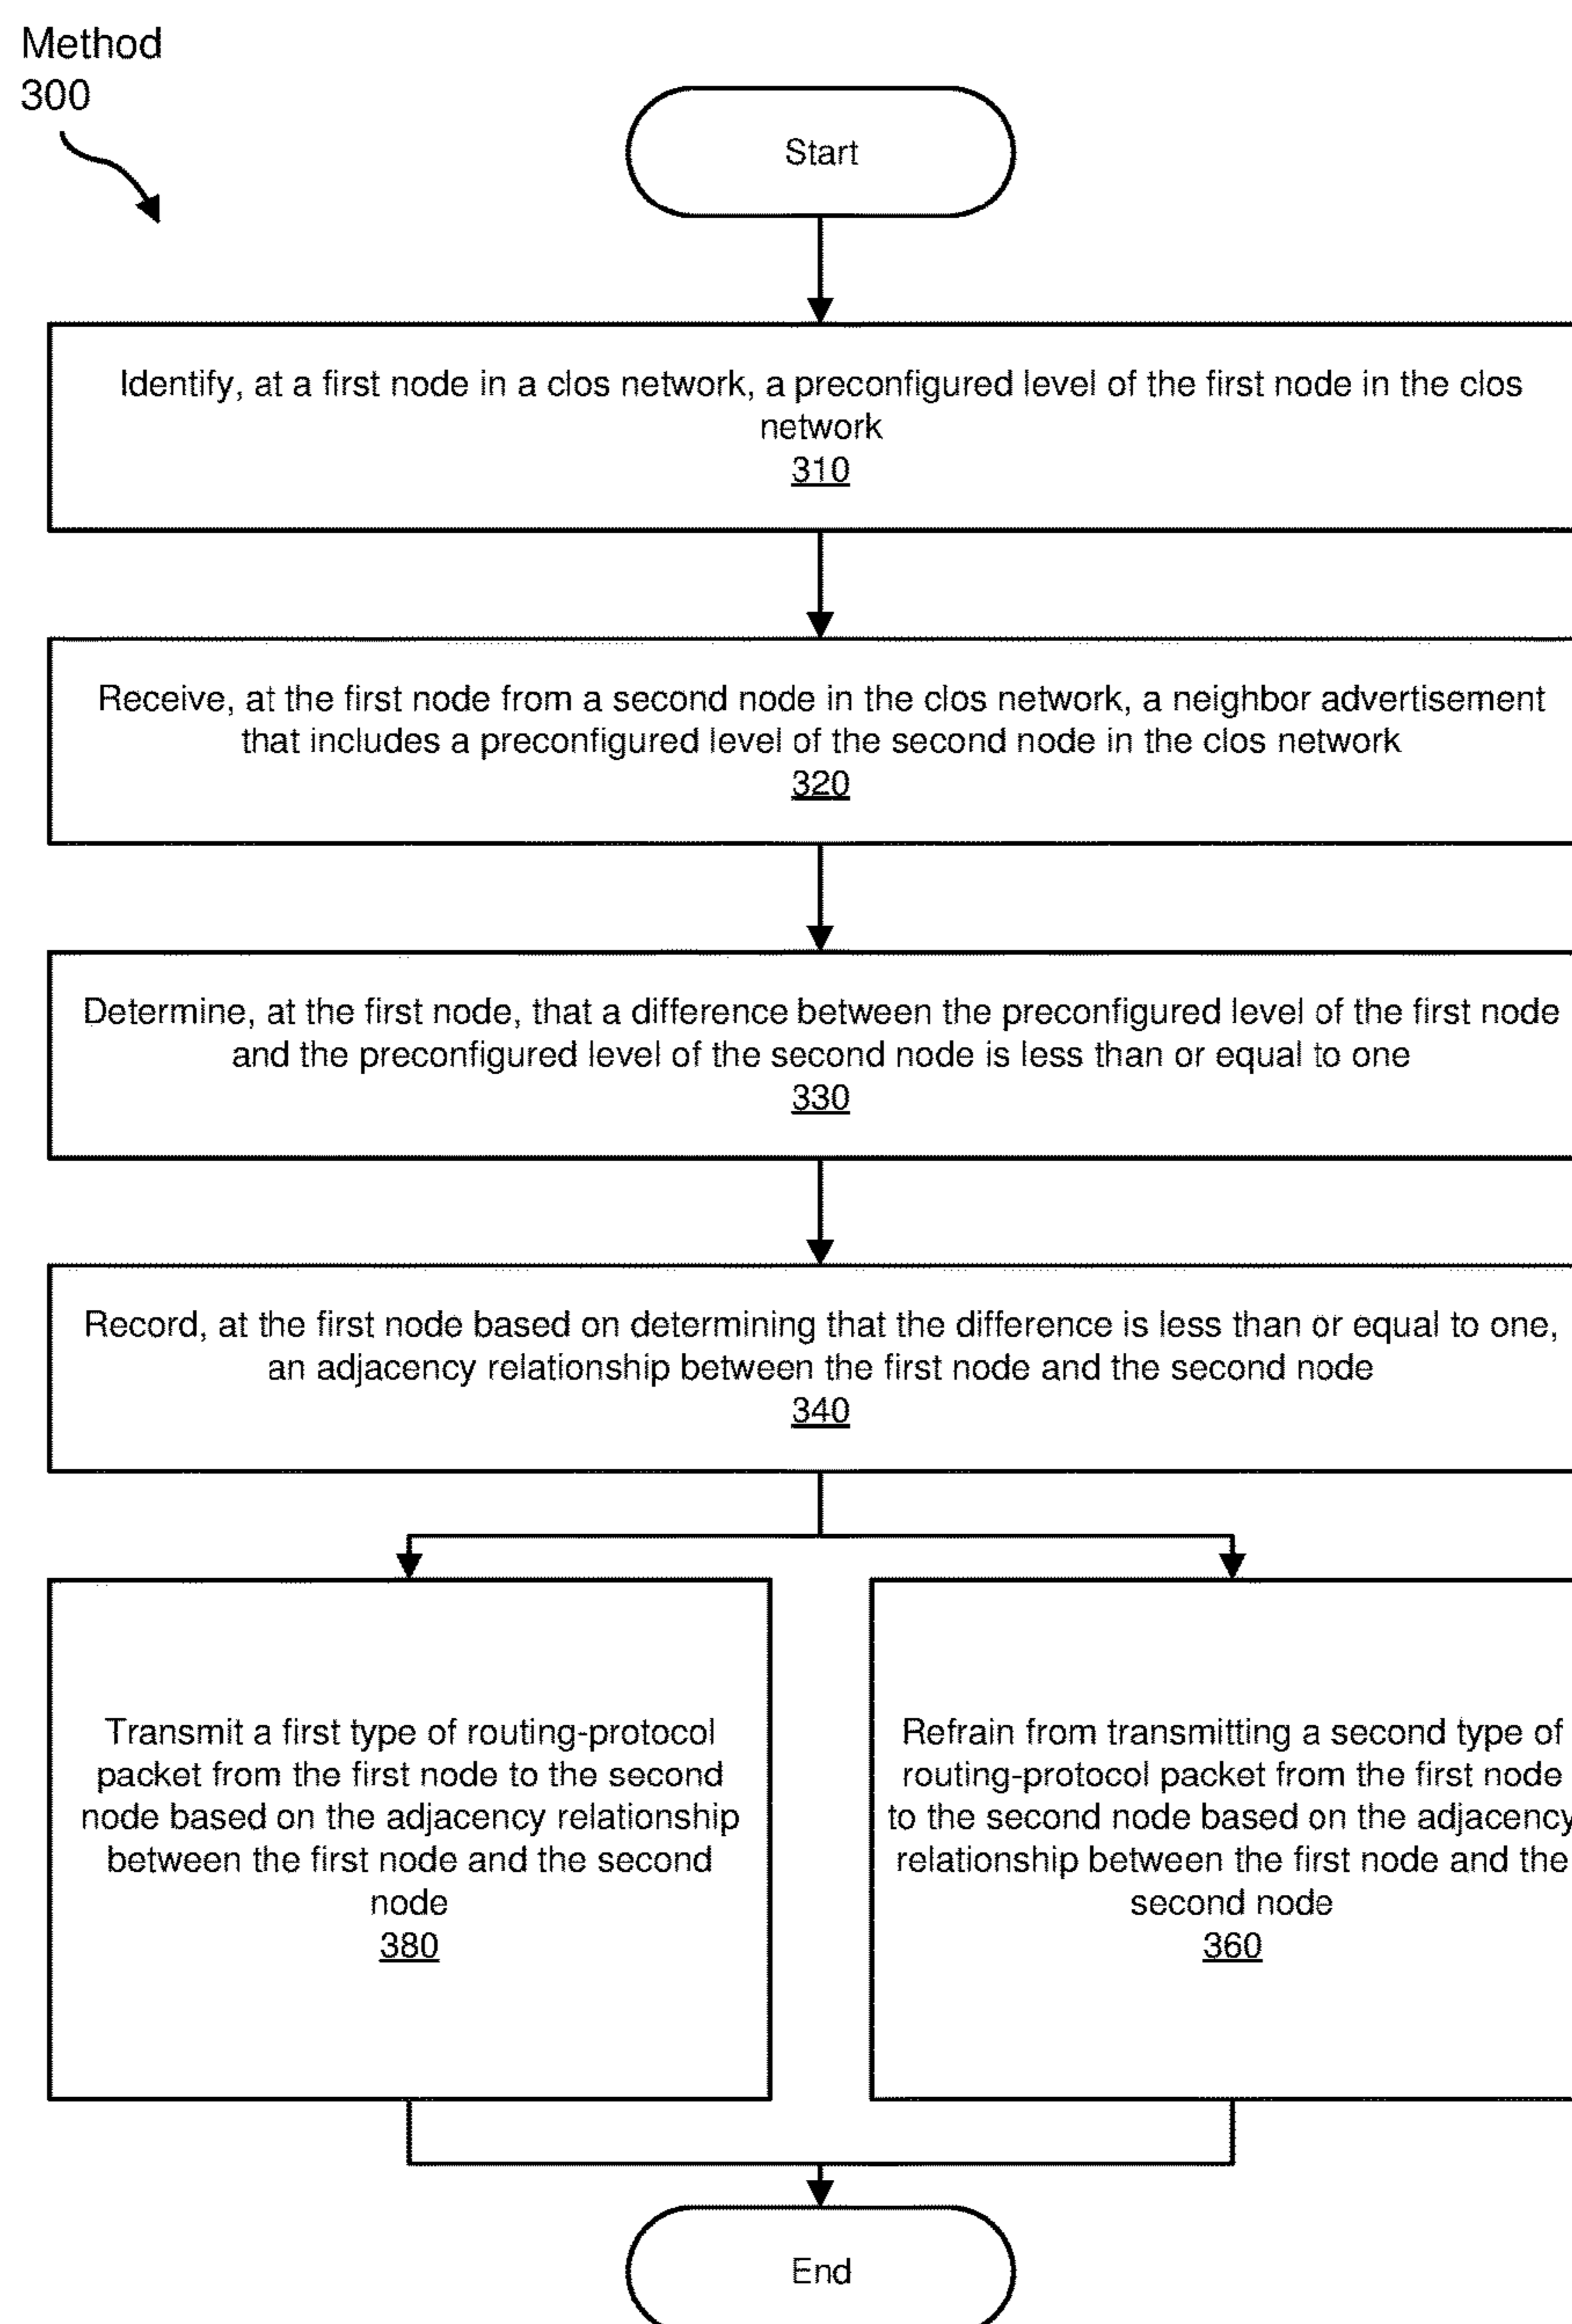 Method
300
Start
Identify, at a first node in a clos network, a preconfigured level of the first node in the clos
network
310
Receive, at the first node from a second node in the clos network, a neighbor advertisement
that includes a preconfigured level of the second node in the clos network
320
Determine, at the first node, that a difference between the preconfigured level of the first node
and the preconfigured level of the second node is less than or equal to one
330
Record, at the first node based on determining that the difference is less than or equal to one,
an adjacency relationship between the first node and the second node
340
Transmit a first type of routing-protocol
packet from the first node to the second
node based on the adjacency relationship
between the first node and the second
node
380
Refrain from transmitting a second type of
routing-protocol packet from the first node
to the second node based on the adjacency
relationship between the first node and the
second node
360
End